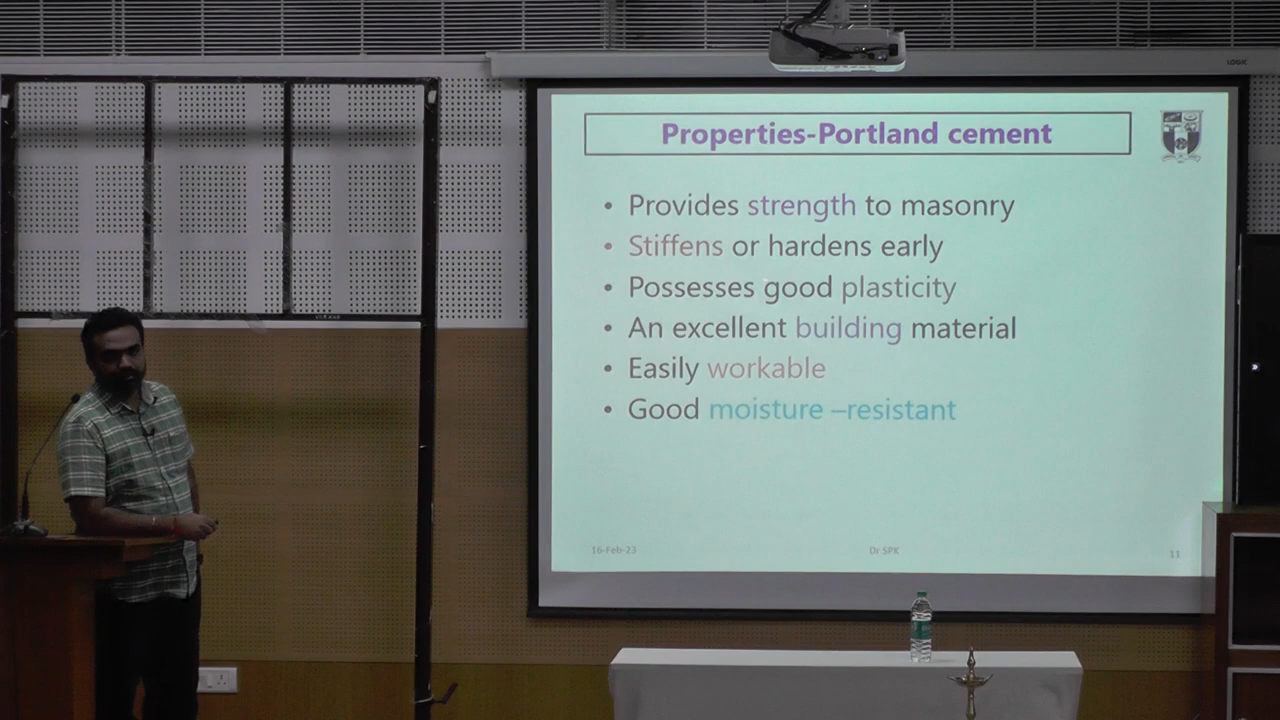 LOGIC
Properties-Portland cement
• Provides strength to masonry
• Stiffens or hardens early
• Possesses good plasticity
• An excellent building material
• Easily workable
• Good moisture –resistant
16-Feb-23 Dr SPK 11